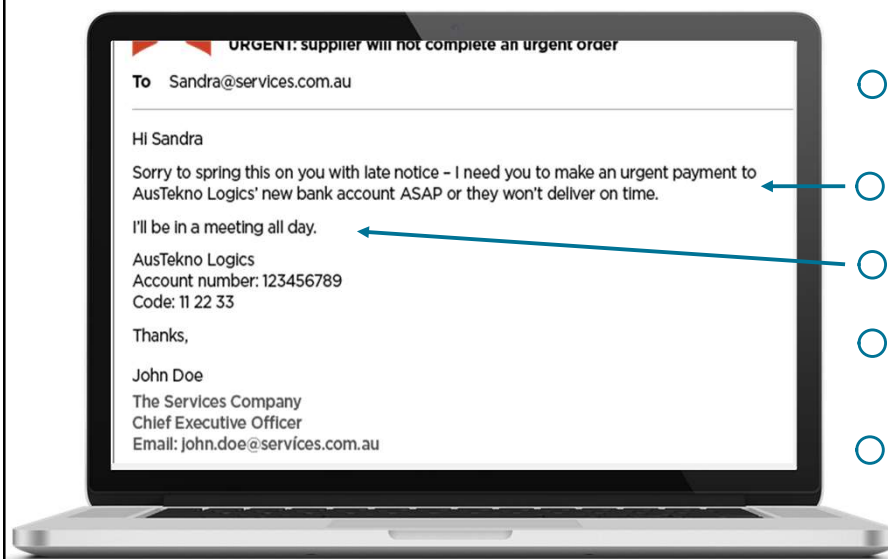 URGENT: supplier will not complete an urgent order
To Sandra@services.com.au
Hi Sandra
Sorry to spring this on you with late notice – I need you to make an urgent payment to
AusTekno Logics’ new bank account ASAP or they won’t deliver on time.
I’ll be in a meeting all day.
AusTekno Logics
Account number: 123456789
Code: 11 22 33
Thanks,
John Doe
The Services Company
Chief Executive Officer
Email: john.doe@servíces.com.au